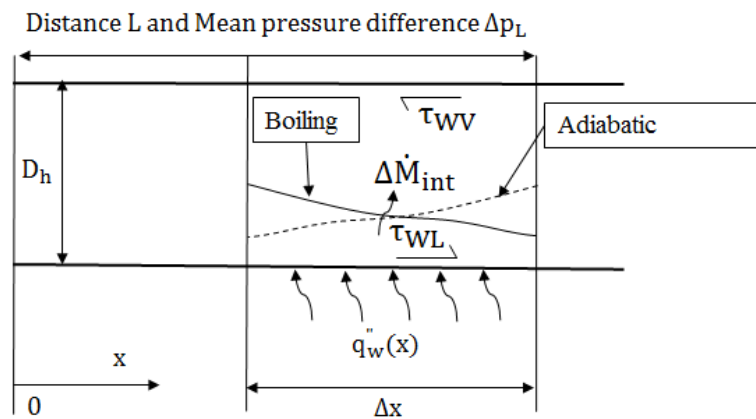 Distance L and Mean pressure difference Δp_L
Boiling
τ_WV
Adiabatic
D_h
ΔṀ_int
τ_WL
q"_w(x)
x
0
Δx